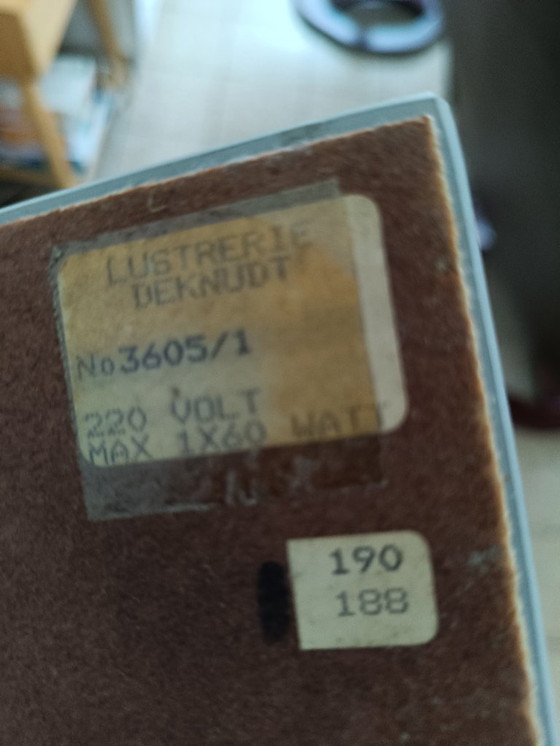 LUSTRERIE
DEKNUDT
No3605/1
220 VOLT
MAX 1X60 WATT
190
188